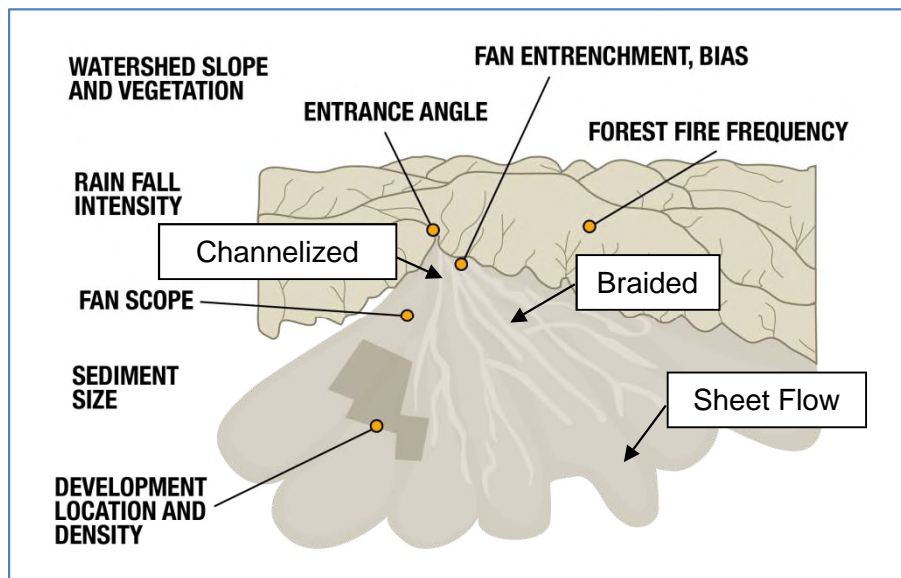 WATERSHED SLOPE
AND VEGETATION
FAN ENTRENCHMENT, BIAS
ENTRANCE ANGLE
FOREST FIRE FREQUENCY
RAIN FALL
INTENSITY
Channelized
Braided
FAN SCOPE
SEDIMENT
SIZE
Sheet Flow
DEVELOPMENT
LOCATION AND
DENSITY